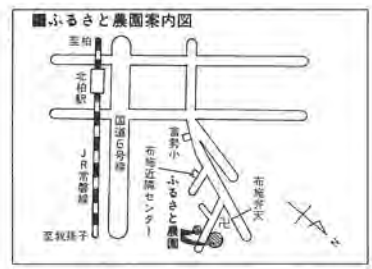 ■ふるさと農園案内図
至柏
北柏駅
国道6号線
JR常磐線
至我孫子
富勢小
布施近隣センター
ふるさと農園
布施弁天
卍
N